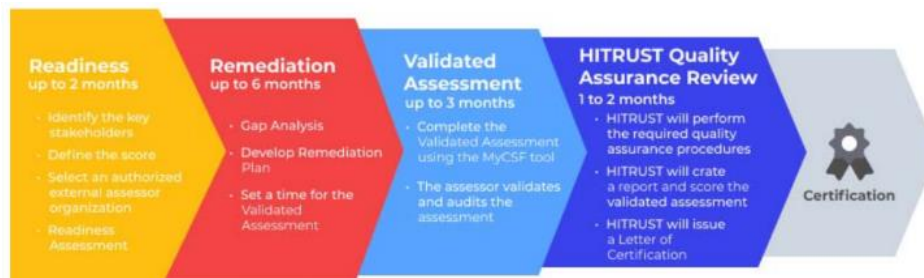 Readiness
up to 2 months
• Identify the key
stakeholders
• Define the score
• Select an authorized
external assessor
organization
• Readiness
Assessment
Remediation
up to 6 months
• Gap Analysis
• Develop Remediation
Plan
• Set a time for the
Validated Assessment
Validated
Assessment
up to 3 months
• Complete the
Validated Assessment
using the MyCSF tool
• The assessor validates
and audits the
assessment
HITRUST Quality
Assurance Review
1 to 2 months
• HITRUST will perform
the required quality
assurance procedures
• HITRUST will crate
a report and score the
validated assessment
• HITRUST will issue
a Letter of
Certification
Certification